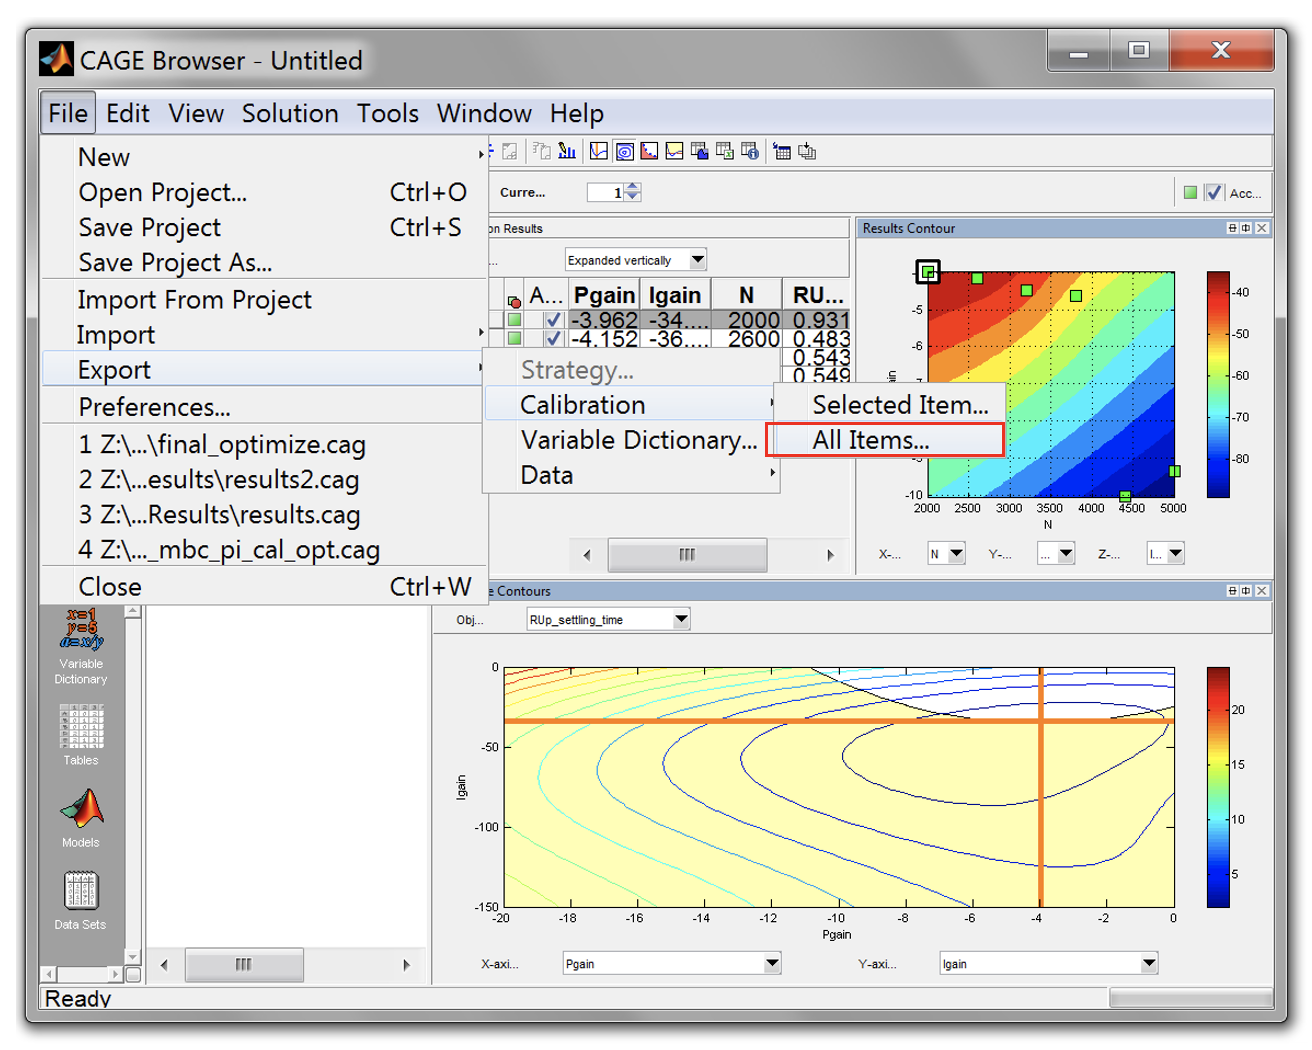 CAGE Browser - Untitled
File Edit View Solution Tools Window Help
New
Open Project... Ctrl+O
Save Project Ctrl+S
Save Project As...
Import From Project
Import
Export
Preferences...
1 Z:\...\final_optimize.cag
2 Z:\...esults\results2.cag
3 Z:\...Results\results.cag
4 Z:\..._mbc_pi_cal_opt.cag
Close Ctrl+W
Strategy...
Calibration
Variable Dictionary...
Data
Selected Item...
All Items...
Curre... 1 Acc...
on Results
... Expanded vertically
A... Pgain Igain N RU...
-3.962 -34.... 2000 0.931
-4.152 -36.... 2600 0.483
0.543
0.549
Results Contour
-5
-6
-10
2000 2500 3000 3500 4000 4500 5000
N
-40
-50
-60
-70
-80
X-... N Y-... ... Z-... I...
x=1
y=5
a=x/y
Variable
Dictionary
Tables
Models
Data Sets
e Contours
Obj... RUp_settling_time
0
-50
-100
-150
Igain
-20 -18 -16 -14 -12 -10 -8 -6 -4 -2 0
Pgain
20
15
10
5
X-axi... Pgain Y-axi... Igain
Ready